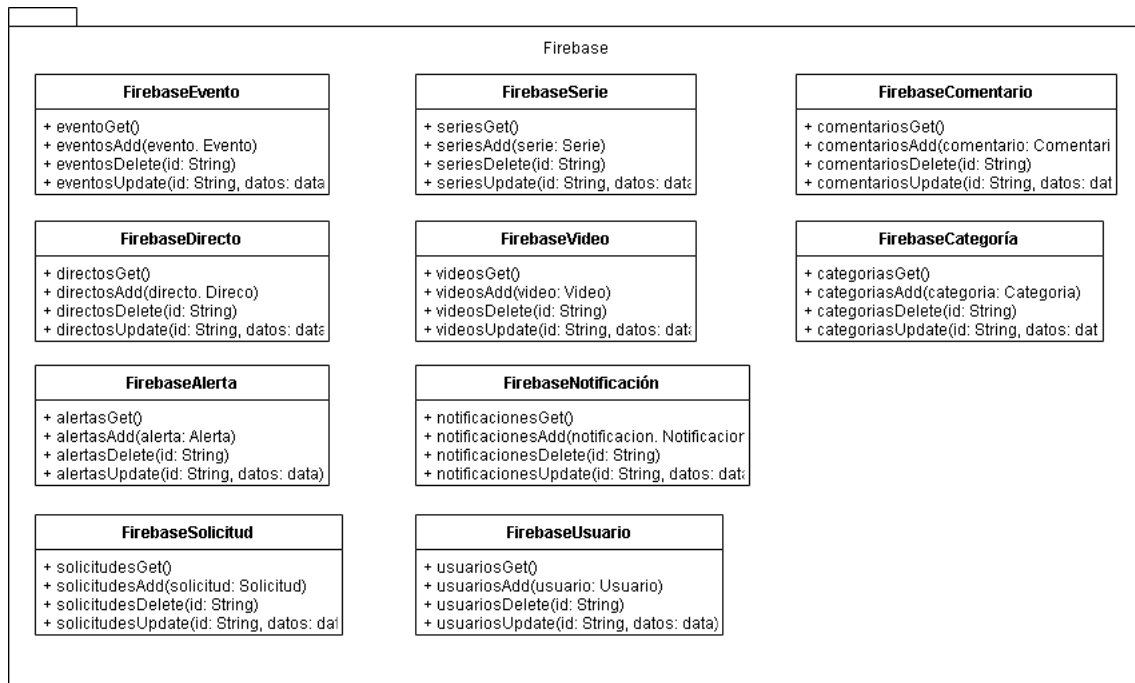 Firebase
FirebaseEvento
+ eventoGet()
+ eventosAdd(evento. Evento)
+ eventosDelete(id: String)
+ eventosUpdate(id: String, datos: data
FirebaseSerie
+ seriesGet()
+ seriesAdd(serie: Serie)
+ seriesDelete(id: String)
+ seriesUpdate(id: String, datos: data
FirebaseComentario
+ comentariosGet()
+ comentariosAdd(comentario: Comentari
+ comentariosDelete(id: String)
+ comentariosUpdate(id: String, datos: dat
FirebaseDirecto
+ directosGet()
+ directosAdd(directo. Direco)
+ directosDelete(id: String)
+ directosUpdate(id: String, datos: data
FirebaseVideo
+ videosGet()
+ videosAdd(video: Video)
+ videosDelete(id: String)
+ videosUpdate(id: String, datos: data
FirebaseCategoría
+ categoriasGet()
+ categoriasAdd(categoria: Categoria)
+ categoriasDelete(id: String)
+ categoriasUpdate(id: String, datos: dat
FirebaseAlerta
+ alertasGet()
+ alertasAdd(alerta: Alerta)
+ alertasDelete(id: String)
+ alertasUpdate(id: String, datos: data)
FirebaseNotificación
+ notificacionesGet()
+ notificacionesAdd(notificacion. Notificacion
+ notificacionesDelete(id: String)
+ notificacionesUpdate(id: String, datos: data
FirebaseSolicitud
+ solicitudesGet()
+ solicitudesAdd(solicitud: Solicitud)
+ solicitudesDelete(id: String)
+ solicitudesUpdate(id: String, datos: dat
FirebaseUsuario
+ usuariosGet()
+ usuariosAdd(usuario: Usuario)
+ usuariosDelete(id: String)
+ usuariosUpdate(id: String, datos: data)